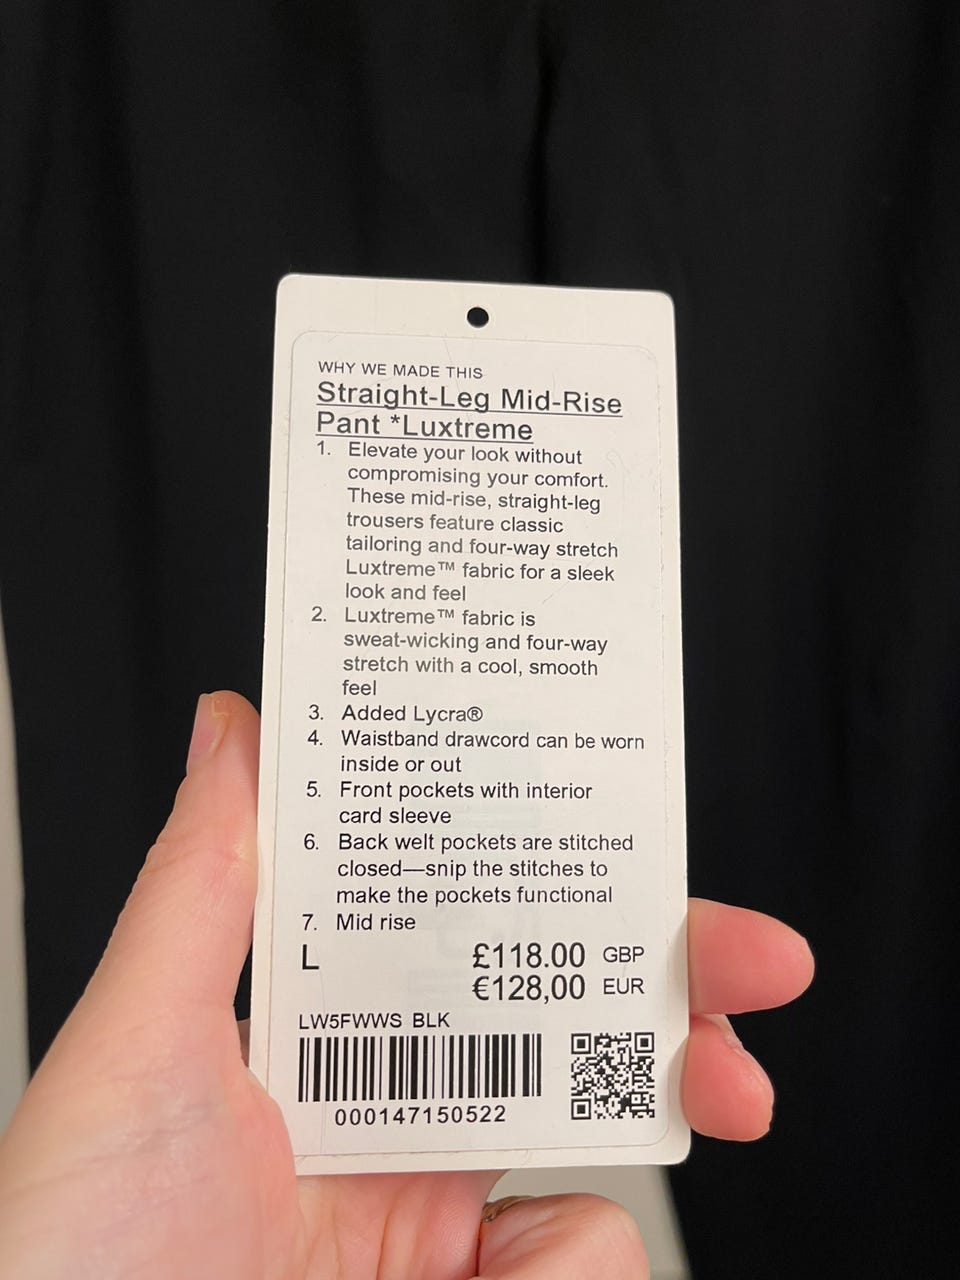 WHY WE MADE THIS
Straight-Leg Mid-Rise
Pant *Luxtreme
1. Elevate your look without
compromising your comfort.
These mid-rise, straight-leg
trousers feature classic
tailoring and four-way stretch
Luxtreme™ fabric for a sleek
look and feel
2. Luxtreme™ fabric is
sweat-wicking and four-way
stretch with a cool, smooth
feel
3. Added Lycra®
4. Waistband drawcord can be worn
inside or out
5. Front pockets with interior
card sleeve
6. Back welt pockets are stitched
closed—snip the stitches to
make the pockets functional
7. Mid rise
L £118.00 GBP
€128,00 EUR
LW5FWWS BLK
000147150522